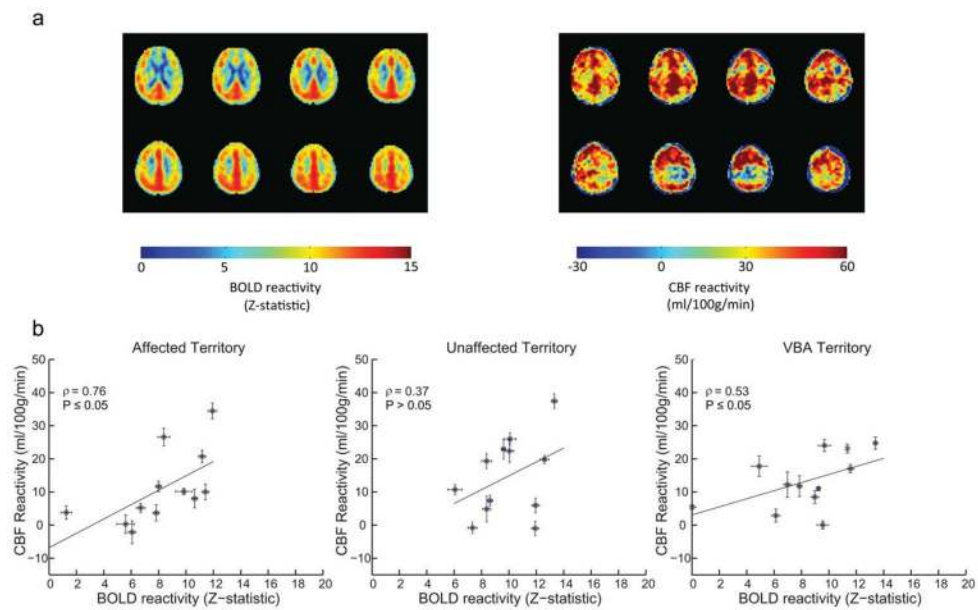 a
0 5 10 15
BOLD reactivity
(Z-statistic)
-30 0 30 60
CBF reactivity
(ml/100g/min)
b
Affected Territory
ρ = 0.76
P ≤ 0.05
CBF Reactivity (ml/100g/min)
50
40
30
20
10
0
−10
0 2 4 6 8 10 12 14 16 18 20
BOLD reactivity (Z−statistic)
Unaffected Territory
ρ = 0.37
P > 0.05
CBF Reactivity (ml/100g/min)
50
40
30
20
10
0
−10
0 2 4 6 8 10 12 14 16 18 20
BOLD reactivity (Z−statistic)
VBA Territory
ρ = 0.53
P ≤ 0.05
CBF Reactivity (ml/100g/min)
50
40
30
20
10
0
−10
0 2 4 6 8 10 12 14 16 18 20
BOLD reactivity (Z−statistic)